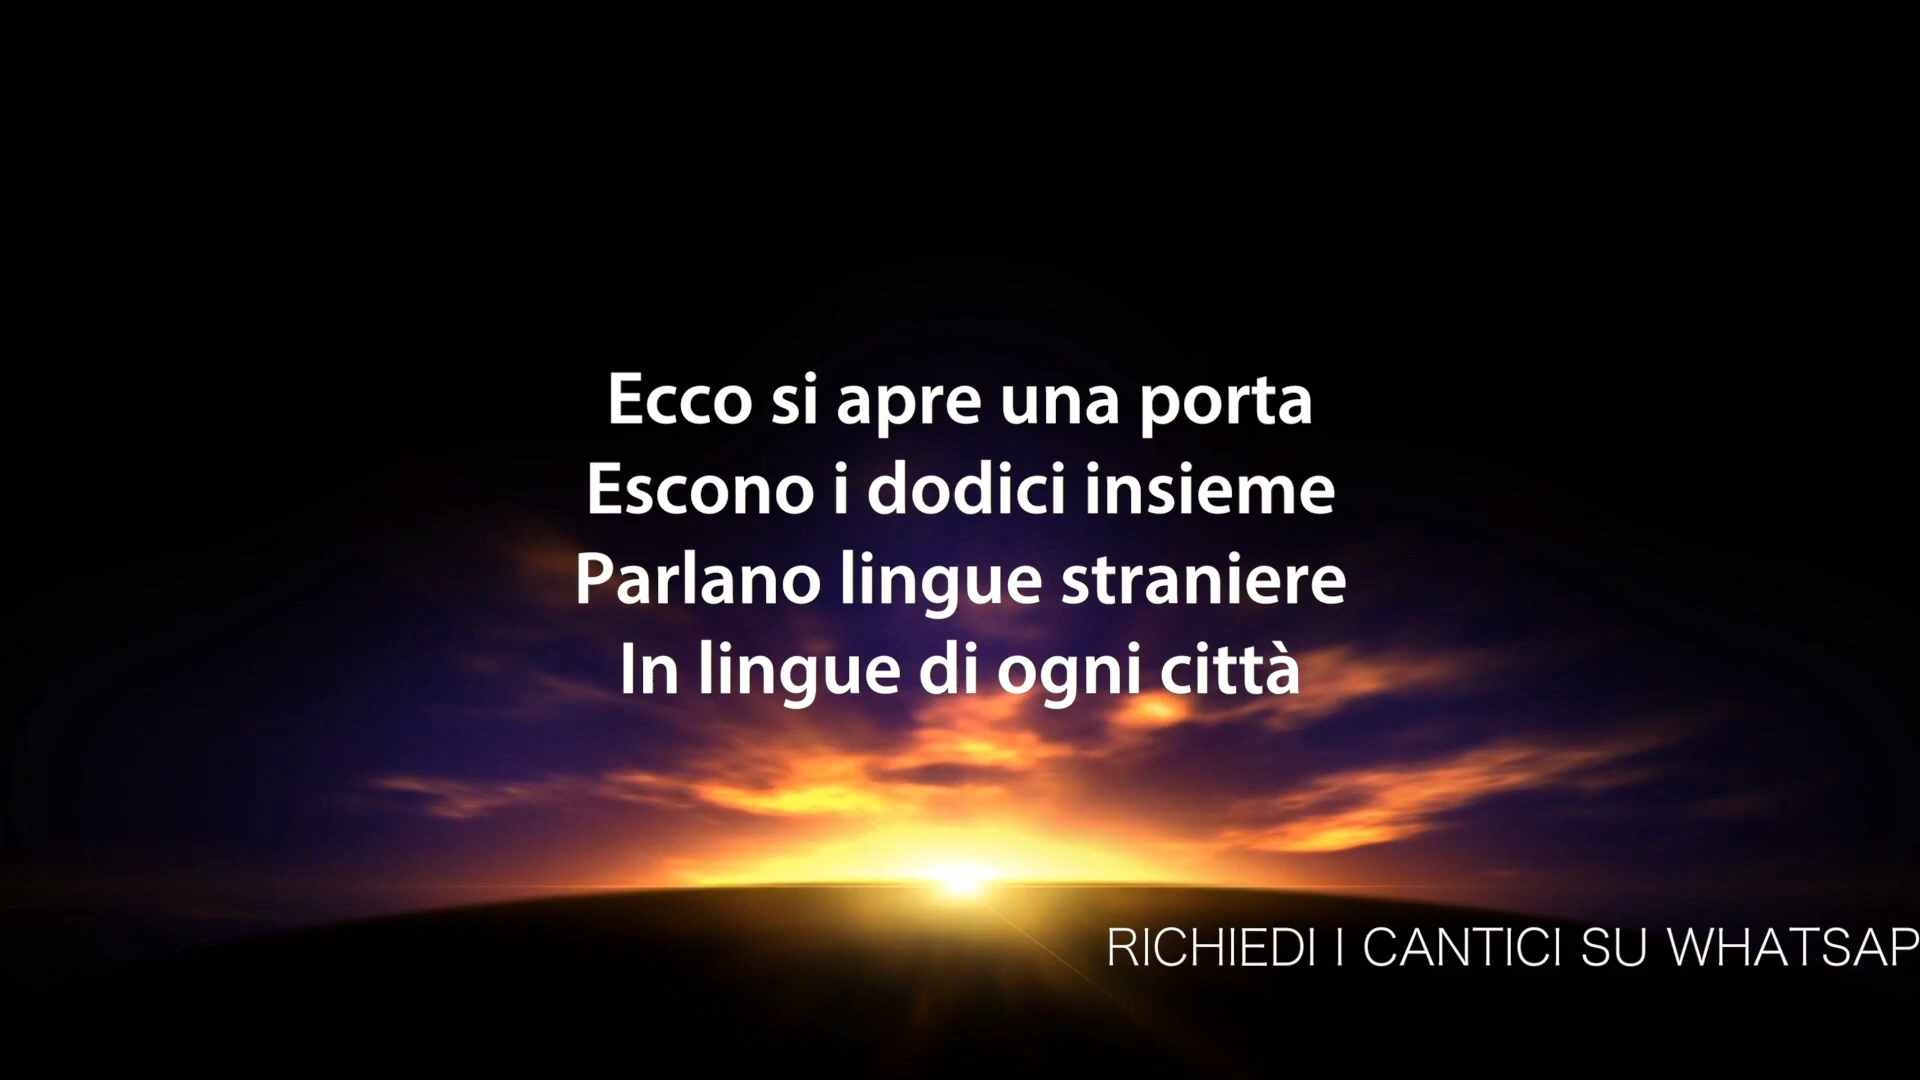 Ecco si apre una porta
Escono i dodici insieme
Parlano lingue straniere
In lingue di ogni città
RICHIEDI I CANTICI SU WHATSAP